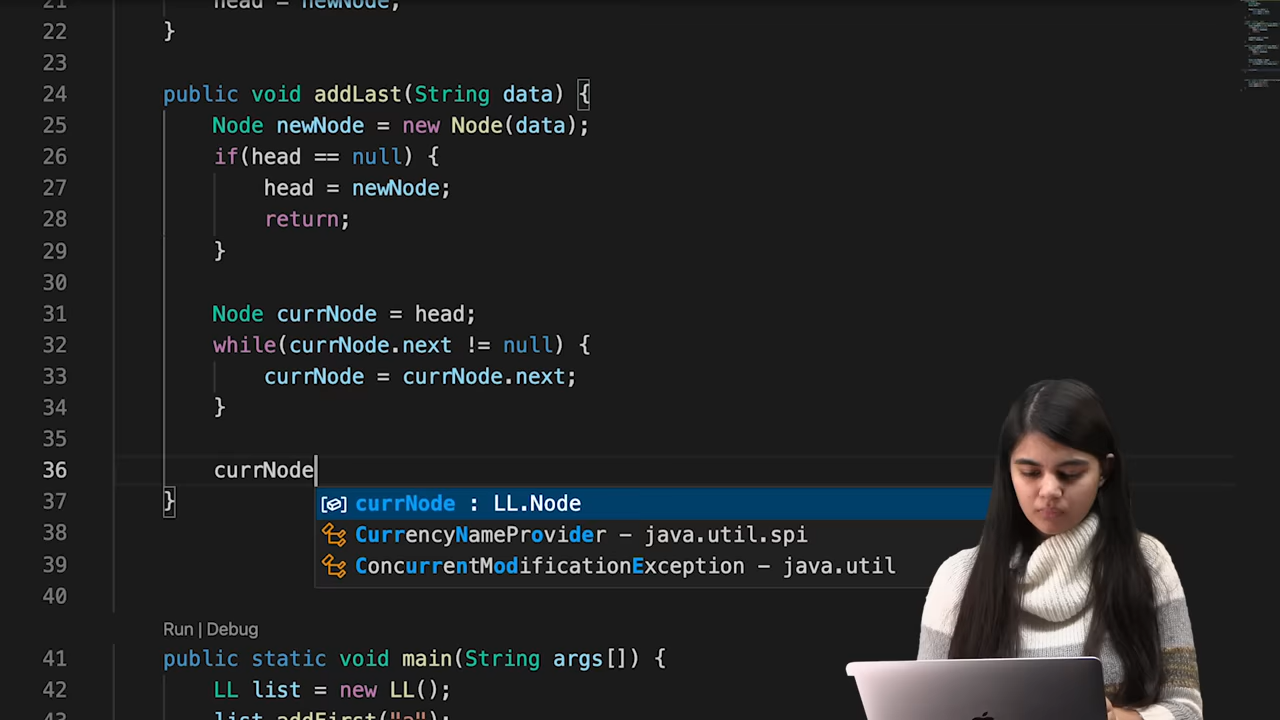 21 head = newNode;
22 }
23
24 public void addLast(String data) {
25 Node newNode = new Node(data);
26 if(head == null) {
27 head = newNode;
28 return;
29 }
30
31 Node currNode = head;
32 while(currNode.next != null) {
33 currNode = currNode.next;
34 }
35
36 currNode
currNode : LL.Node
37 }
38 CurrencyNameProvider – java.util.spi
39 ConcurrentModificationException – java.util
40
Run | Debug
41 public static void main(String args[]) {
42 LL list = new LL();
43 list.addFirst("a");